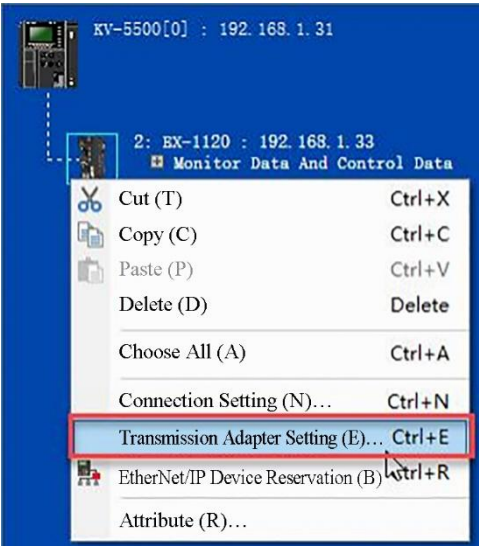 KV-5500[0] : 192.168.1.31
2: EX-1120 : 192.168.1.33
Monitor Data And Control Data
Cut (T) Ctrl+X
Copy (C) Ctrl+C
Paste (P) Ctrl+V
Delete (D) Delete
Choose All (A) Ctrl+A
Connection Setting (N)... Ctrl+N
Transmission Adapter Setting (E)... Ctrl+E
EtherNet/IP Device Reservation (B) Ctrl+R
Attribute (R)...